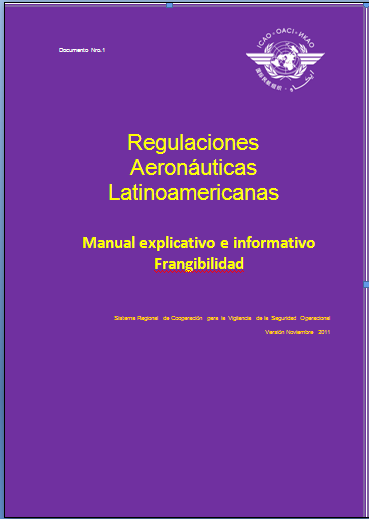 Documento Nro.1
ICAO · OACI · ИКАО
Regulaciones
Aeronáuticas
Latinoamericanas
Manual explicativo e informativo
Frangibilidad
Sistema Regional de Cooperación para la Vigilancia de la Seguridad Operacional
Versión Noviembre 2011